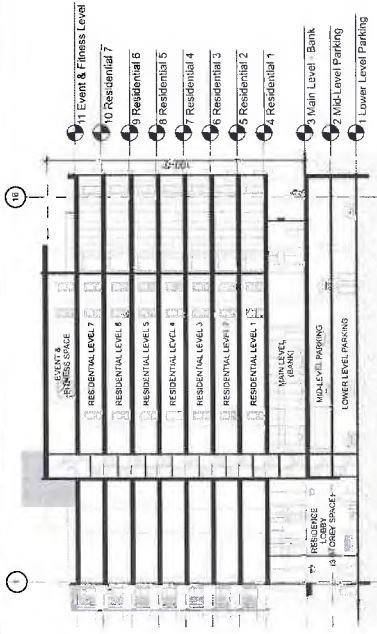 11 Event & Fitness Level
10 Residential 7
9 Residential 6
8 Residential 5
7 Residential 4
6 Residential 3
5 Residential 2
4 Residential 1
3 Main Level - Bank
2 Mid-Level Parking
1 Lower Level Parking
EVENT &
FITNESS SPACE
RESIDENTIAL LEVEL 7
RESIDENTIAL LEVEL 6
RESIDENTIAL LEVEL 5
RESIDENTIAL LEVEL 4
RESIDENTIAL LEVEL 3
RESIDENTIAL LEVEL 2
RESIDENTIAL LEVEL 1
MAIN LEVEL
(BANK)
MID-LEVEL PARKING
LOWER LEVEL PARKING
RESIDENCE
LOBBY
(3-STOREY SPACE)